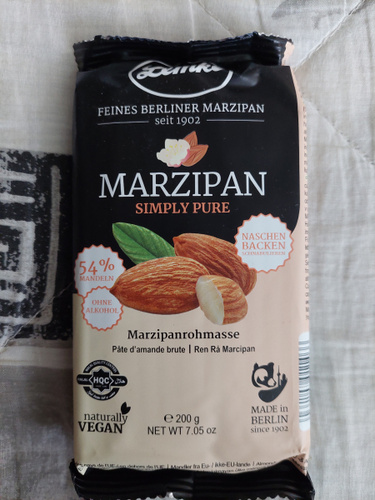 Lemke
FEINES BERLINER MARZIPAN
seit 1902
MARZIPAN
SIMPLY PURE
NASCHEN
BACKEN
54%
MANDELN
OHNE
ALKOHOL
Marzipanrohmasse
Pâte d'amande brute | Ren Rå Marcipan
HQC
naturally
VEGAN
℮ 200 g
NET WT 7.05 oz
MADE in
BERLIN
since 1902